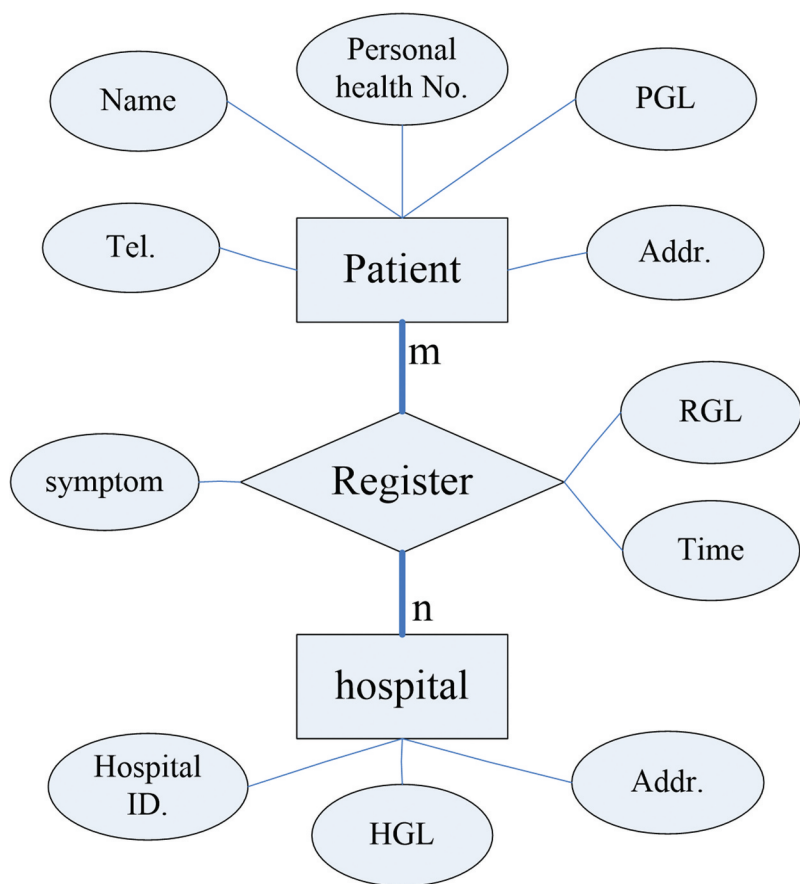 Personal
health No.
Name
PGL
Tel.
Patient
Addr.
m
RGL
symptom
Register
Time
n
hospital
Hospital
ID.
Addr.
HGL